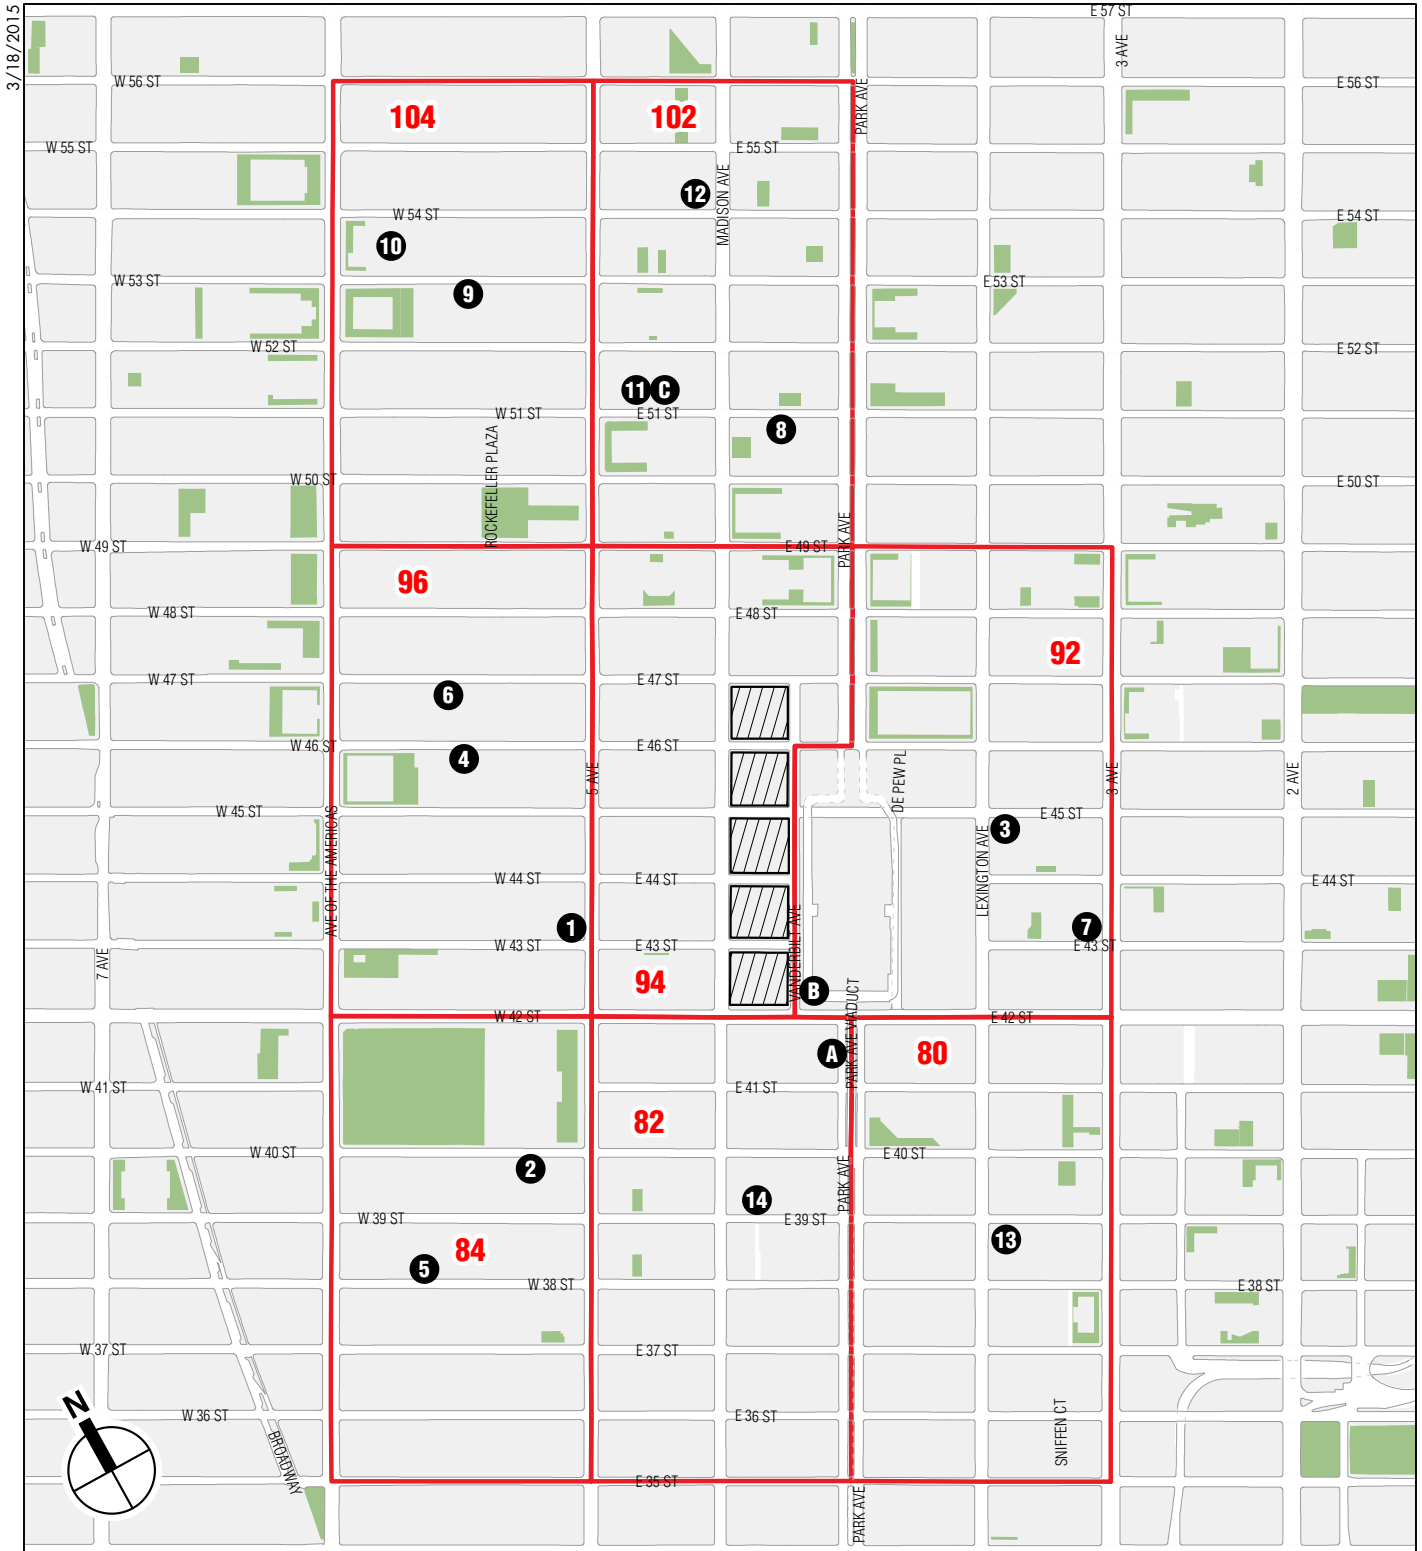 3/18/2015
E 57 ST
3 AVE
W 56 ST
E 56 ST
PARK AVE
104
102
W 55 ST
E 55 ST
MADISON AVE
12
W 54 ST
E 54 ST
10
W 53 ST
E 53 ST
9
W 52 ST
E 52 ST
11
C
W 51 ST
E 51 ST
8
ROCKEFELLER PLAZA
W 50 ST
E 50 ST
PARK AVE
W 49 ST
E 49 ST
96
W 48 ST
E 48 ST
92
W 47 ST
E 47 ST
6
W 46 ST
E 46 ST
4
5 AVE
DE PEW PL
3 AVE
2 AVE
W 45 ST
E 45 ST
AVE OF THE AMERICAS
LEXINGTON AVE
3
W 44 ST
E 44 ST
E 44 ST
1
VANDERBILT AVE
7
W 43 ST
E 43 ST
E 43 ST
7 AVE
94
B
PARK AVE VIADUCT
W 42 ST
E 42 ST
A
80
W 41 ST
E 41 ST
82
W 40 ST
E 40 ST
2
PARK AVE
14
W 39 ST
E 39 ST
84
13
5
W 38 ST
E 38 ST
W 37 ST
E 37 ST
N
W 36 ST
E 36 ST
SNIFFEN CT
BROADWAY
E 35 ST
PARK AVE